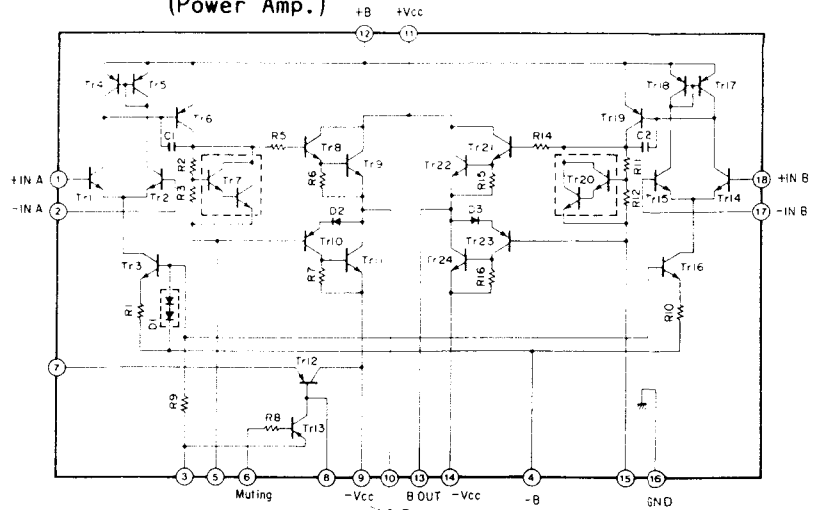 (Power Amp.)
+B +Vcc
12 11
Tr4 Tr5 Tr18 Tr17
Tr6 Tr19
C1 C2
R5 Tr8 Tr21 R14
R2 Tr7 Tr9 Tr22 Tr20 R11
R3 R6 R15 R12
+IN A 1 Tr1 Tr2 Tr15 Tr14 18 +IN B
-IN A 2 17 -IN B
D2 D3
Tr10 Tr23
Tr3 Tr11 Tr24 Tr16
R7 R16
R1 D1 R10
7 Tr12
R9 R8 Tr13
3 5 6 8 9 10 13 14 4 15 16
Muting -Vcc B OUT -Vcc -B GND